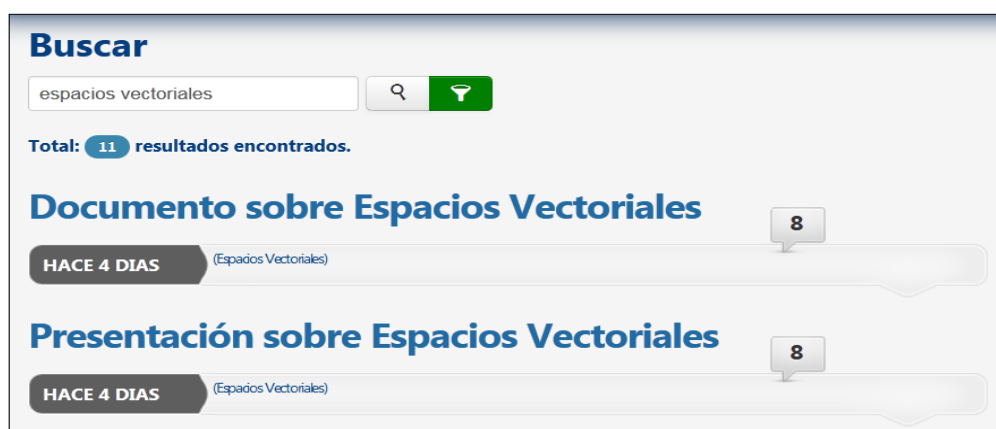 Buscar
espacios vectoriales
Total: 11 resultados encontrados.
Documento sobre Espacios Vectoriales
8
HACE 4 DIAS (Espacios Vectoriales)
Presentación sobre Espacios Vectoriales
8
HACE 4 DIAS (Espacios Vectoriales)